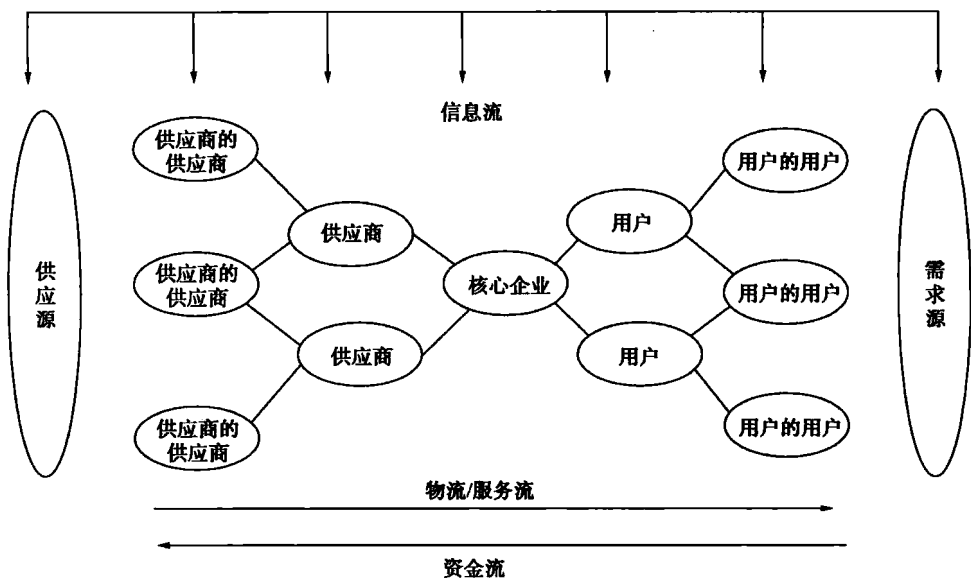 信息流
供应商的
供应商
用户的用户
供应商
用户
供应源
供应商的
供应商
核心企业
用户的用户
需求源
供应商
用户
供应商的
供应商
用户的用户
物流/服务流
资金流